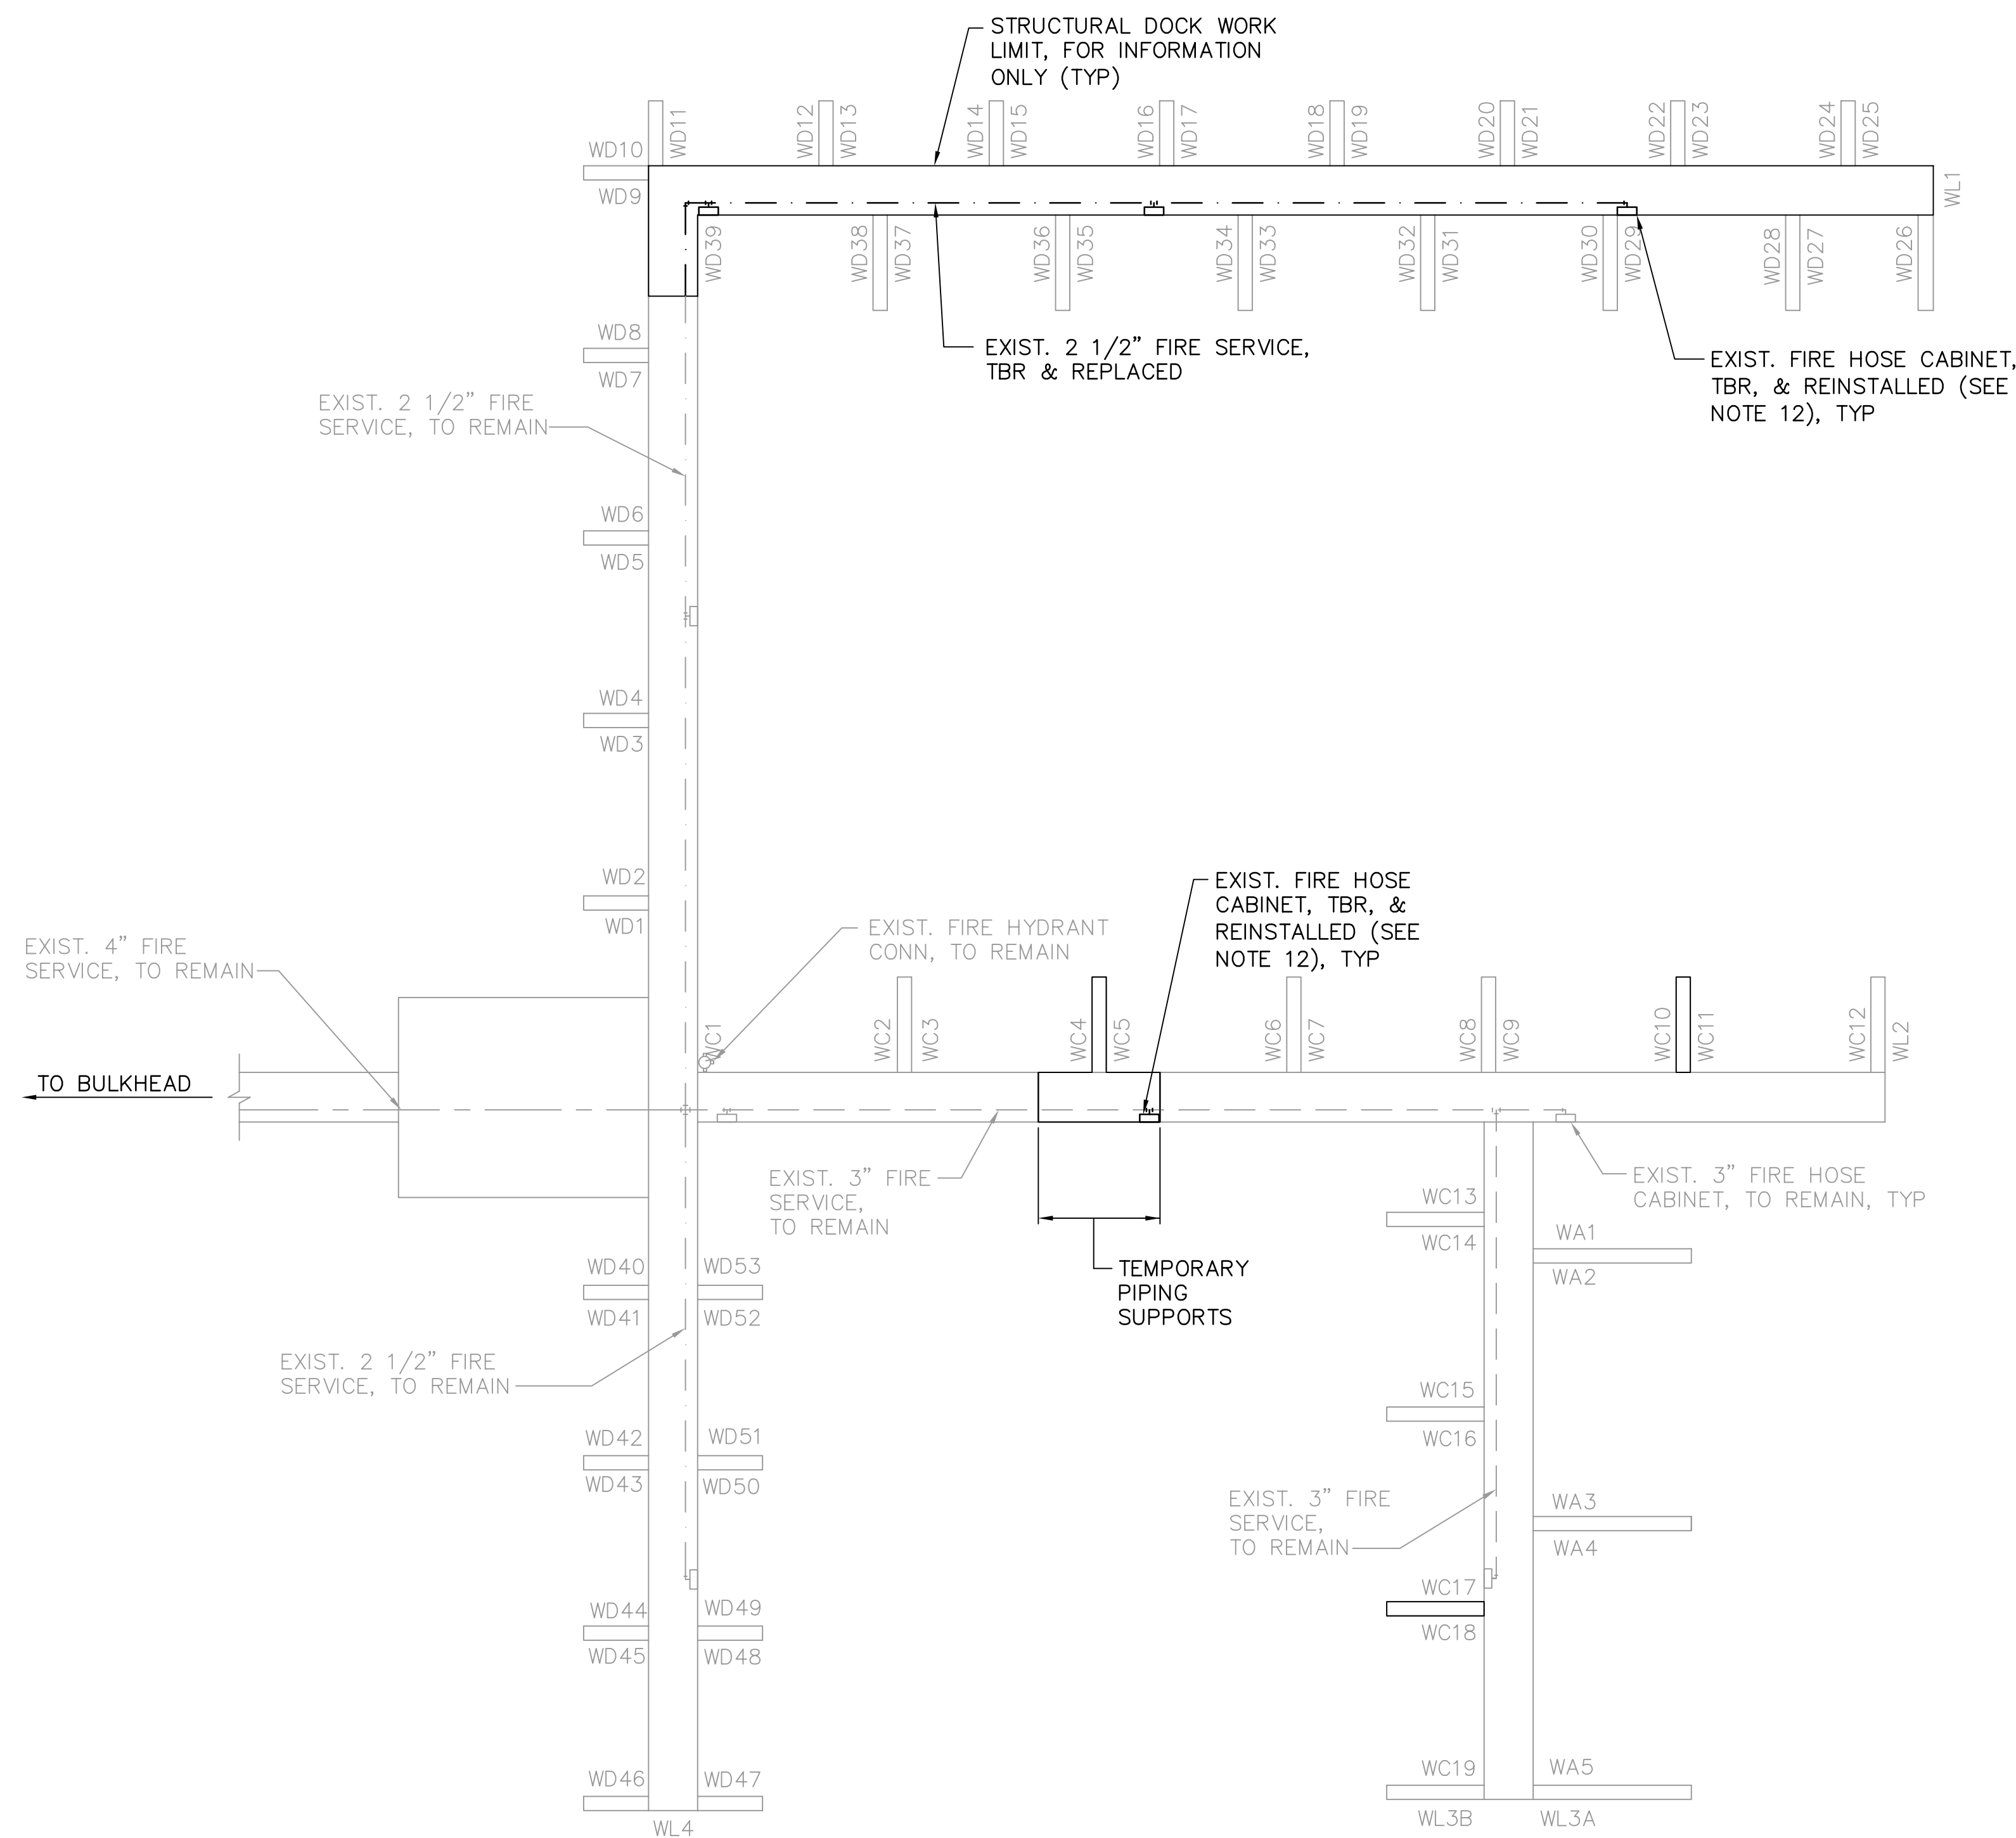 STRUCTURAL DOCK WORK
LIMIT, FOR INFORMATION
ONLY (TYP)
WD10
WD11
WD12
WD13
WD14
WD15
WD16
WD17
WD18
WD19
WD20
WD21
WD22
WD23
WD24
WD25
WL1
WD9
WD39
WD38
WD37
WD36
WD35
WD34
WD33
WD32
WD31
WD30
WD29
WD28
WD27
WD26
EXIST. 2 1/2" FIRE SERVICE,
TBR & REPLACED
EXIST. FIRE HOSE CABINET,
TBR, & REINSTALLED (SEE
NOTE 12), TYP
WD8
WD7
EXIST. 2 1/2" FIRE
SERVICE, TO REMAIN
WD6
WD5
WD4
WD3
WD2
WD1
EXIST. FIRE HOSE
CABINET, TBR, &
REINSTALLED (SEE
NOTE 12), TYP
EXIST. FIRE HYDRANT
CONN, TO REMAIN
EXIST. 4" FIRE
SERVICE, TO REMAIN
TO BULKHEAD
WC1
WC2
WC3
WC4
WC5
WC6
WC7
WC8
WC9
WC10
WC11
WC12
WL2
EXIST. 3" FIRE
SERVICE,
TO REMAIN
EXIST. 3" FIRE HOSE
CABINET, TO REMAIN, TYP
TEMPORARY
PIPING
SUPPORTS
WC13
WC14
WA1
WA2
WD40
WD53
WD41
WD52
EXIST. 2 1/2" FIRE
SERVICE, TO REMAIN
WC15
WC16
WD42
WD51
WD43
WD50
EXIST. 3" FIRE
SERVICE,
TO REMAIN
WA3
WA4
WC17
WC18
WD44
WD49
WD45
WD48
WC19
WA5
WD46
WD47
WL4
WL3B
WL3A